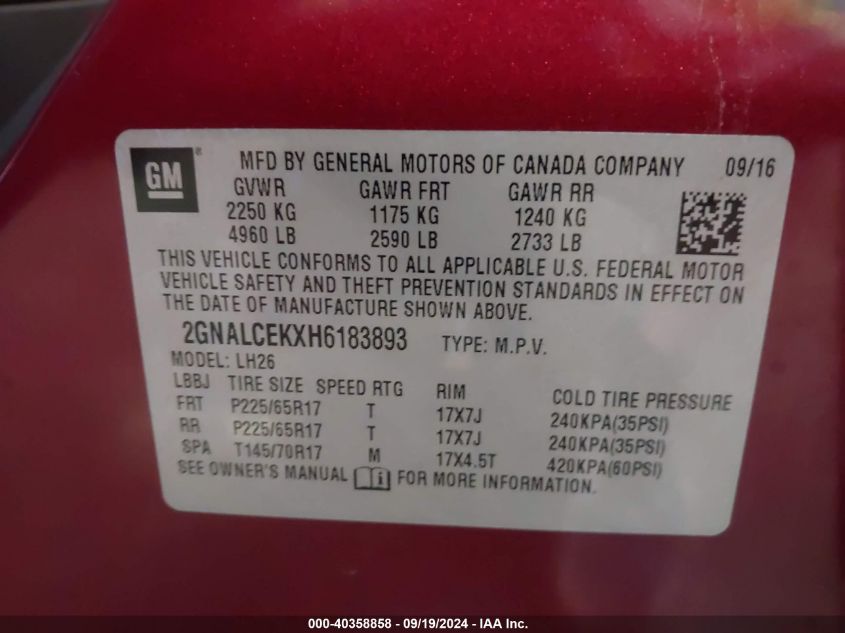 GM® MFD BY GENERAL MOTORS OF CANADA COMPANY 09/16
GVWR GAWR FRT GAWR RR
2250 KG 1175 KG 1240 KG
4960 LB 2590 LB 2733 LB
THIS VEHICLE CONFORMS TO ALL APPLICABLE U.S. FEDERAL MOTOR
VEHICLE SAFETY AND THEFT PREVENTION STANDARDS IN EFFECT ON
THE DATE OF MANUFACTURE SHOWN ABOVE.
2GNALCEKXH6183893 TYPE: M.P.V.
MODEL: LH26
LBBJ TIRE SIZE SPEED RTG RIM COLD TIRE PRESSURE
FRT P225/65R17 T 17X7J 240KPA(35PSI)
RR P225/65R17 T 17X7J 240KPA(35PSI)
SPA T145/70R17 M 17X4.5T 420KPA(60PSI)
SEE OWNER'S MANUAL i FOR MORE INFORMATION.
000-40358858 - 09/19/2024 - IAA Inc.